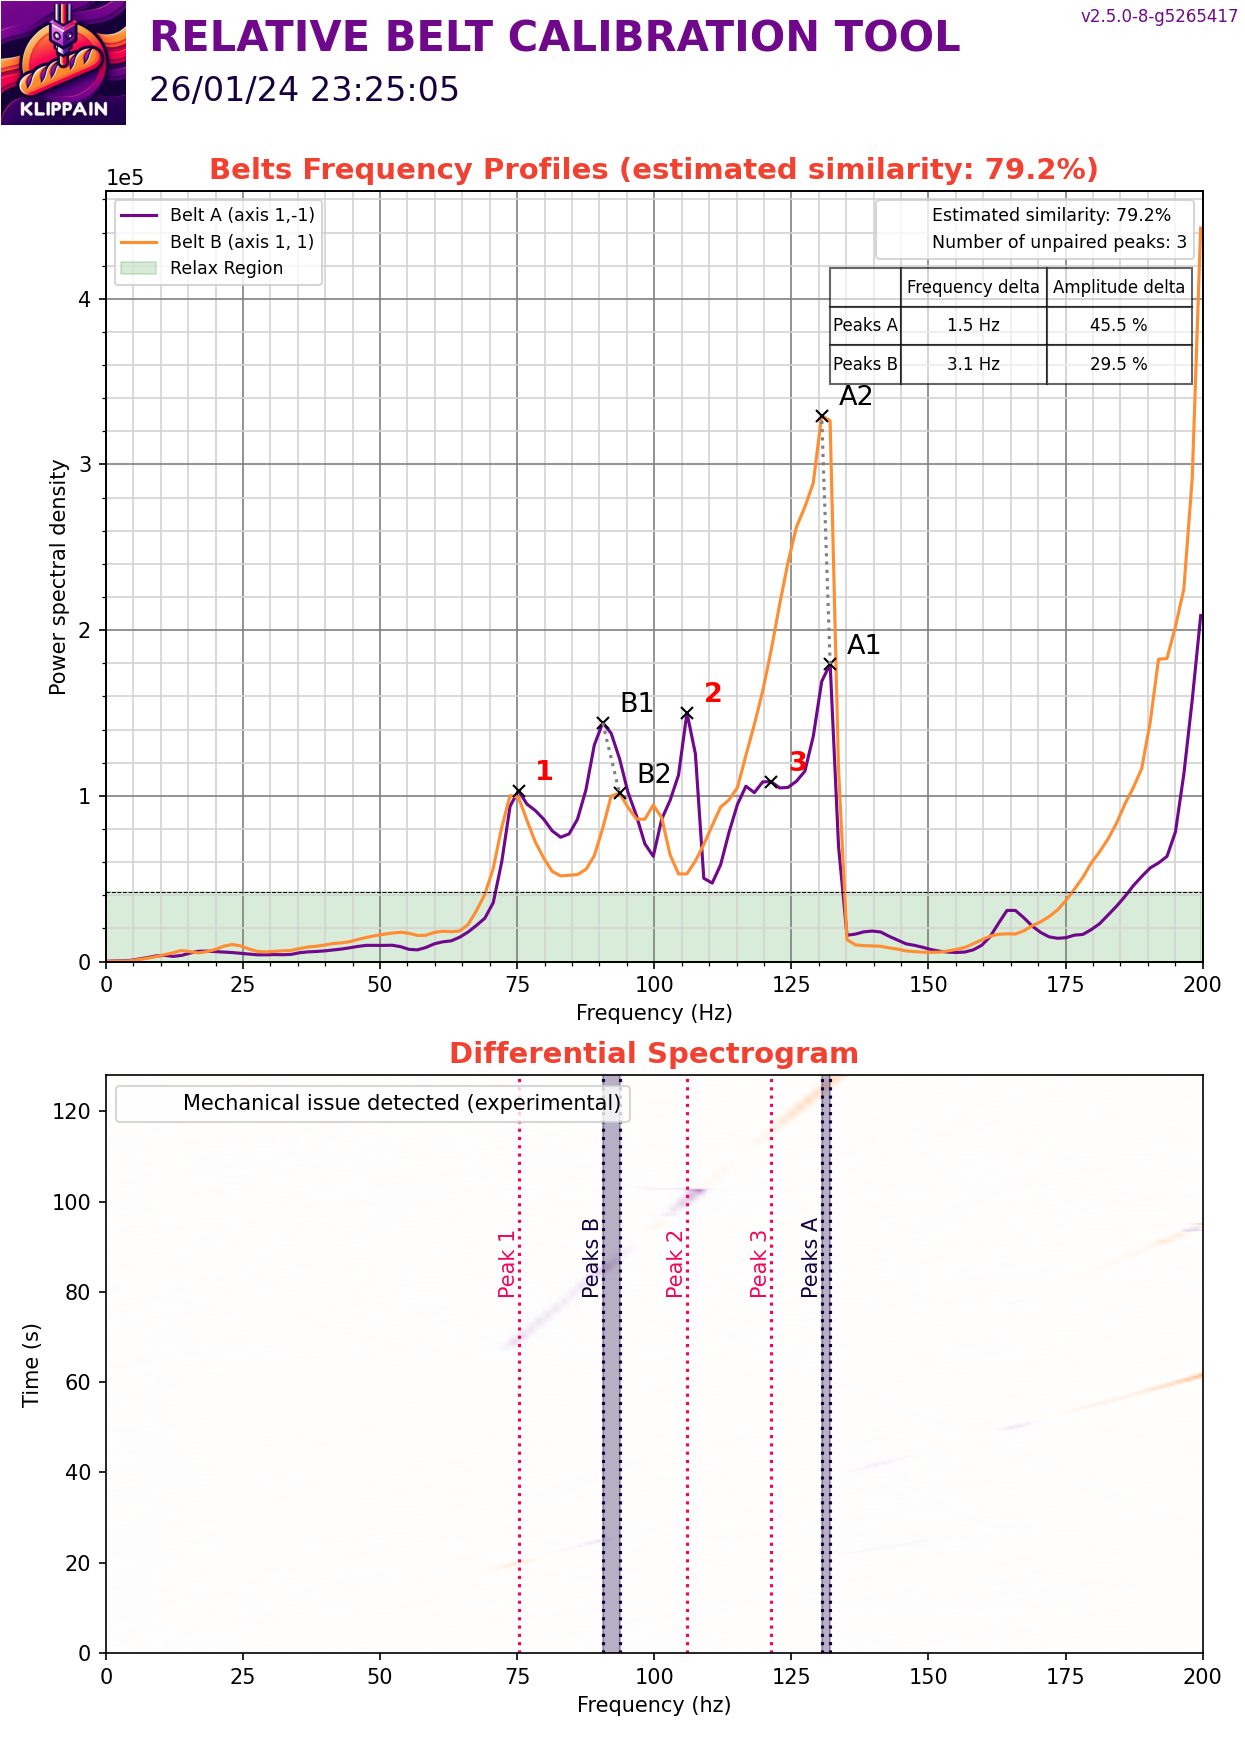 v2.5.0-8-g5265417
RELATIVE BELT CALIBRATION TOOL
26/01/24 23:25:05
KLIPPAIN
Belts Frequency Profiles (estimated similarity: 79.2%)
1e5
Belt A (axis 1,-1)
Belt B (axis 1, 1)
Relax Region
Estimated similarity: 79.2%
Number of unpaired peaks: 3
Frequency delta Amplitude delta
Peaks A 1.5 Hz 45.5 %
Peaks B 3.1 Hz 29.5 %
A2
A1
B1
2
B2
1
3
4
3
2
1
0
Power spectral density
0 25 50 75 100 125 150 175 200
Frequency (Hz)
Differential Spectrogram
Mechanical issue detected (experimental)
120
100
80
60
40
20
0
Time (s)
Peak 1
Peaks B
Peak 2
Peak 3
Peaks A
0 25 50 75 100 125 150 175 200
Frequency (hz)